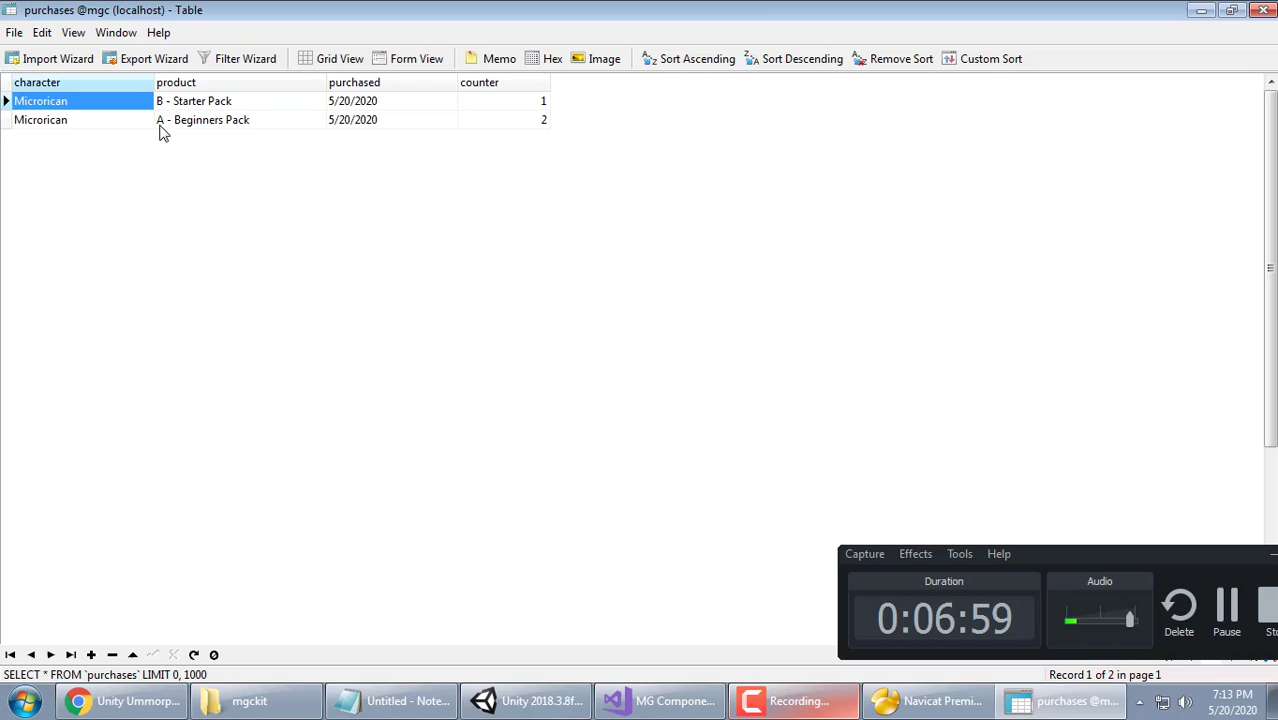 purchases @mgc (localhost) - Table
File Edit View Window Help
Import Wizard Export Wizard Filter Wizard Grid View Form View Memo Hex Image Sort Ascending Sort Descending Remove Sort Custom Sort
character product purchased counter
Microrican B - Starter Pack 5/20/2020 1
Microrican A - Beginners Pack 5/20/2020 2
Capture Effects Tools Help
Duration Audio
0:06:59
Delete Pause Sto
SELECT * FROM `purchases` LIMIT 0, 1000 Record 1 of 2 in page 1
Unity Ummorp... mgckit Untitled - Note... Unity 2018.3.8f... MG Compone... Recording... Navicat Premi... purchases @m... 7:13 PM
5/20/2020